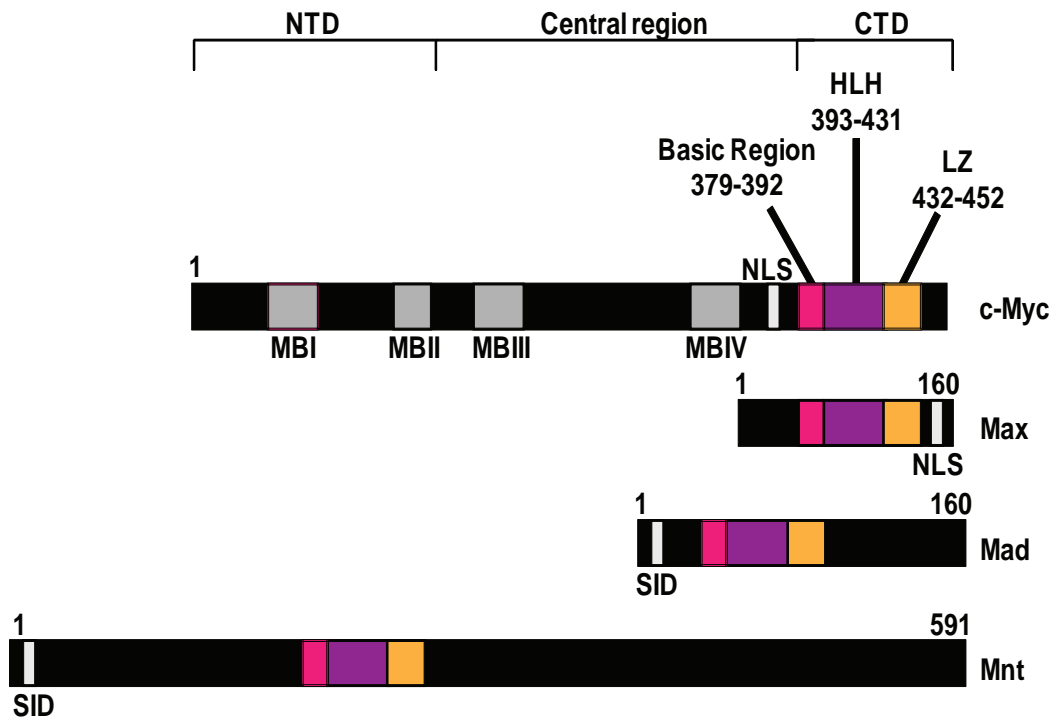 NTD Central region CTD
HLH
393-431
Basic Region
379-392
LZ
432-452
1 NLS
c-Myc
MBI MBII MBIII MBIV
1 160
Max
NLS
1 160
Mad
SID
1 591
Mnt
SID